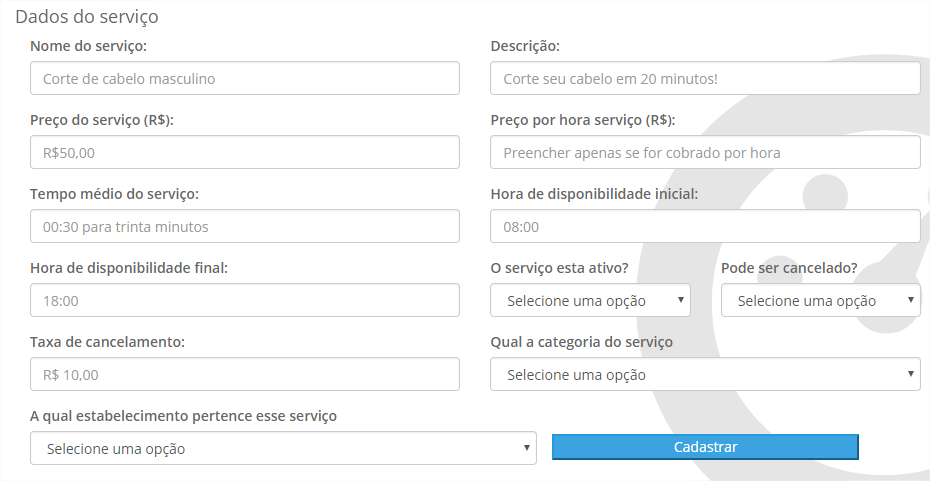 Dados do serviço
Nome do serviço:
Descrição:
Corte de cabelo masculino
Corte seu cabelo em 20 minutos!
Preço do serviço (R$):
Preço por hora serviço (R$):
R$50,00
Preencher apenas se for cobrado por hora
Tempo médio do serviço:
Hora de disponibilidade inicial:
00:30 para trinta minutos
08:00
Hora de disponibilidade final:
O serviço esta ativo?
Pode ser cancelado?
18:00
Selecione uma opção
Selecione uma opção
Taxa de cancelamento:
Qual a categoria do serviço
R$ 10,00
Selecione uma opção
A qual estabelecimento pertence esse serviço
Selecione uma opção
Cadastrar